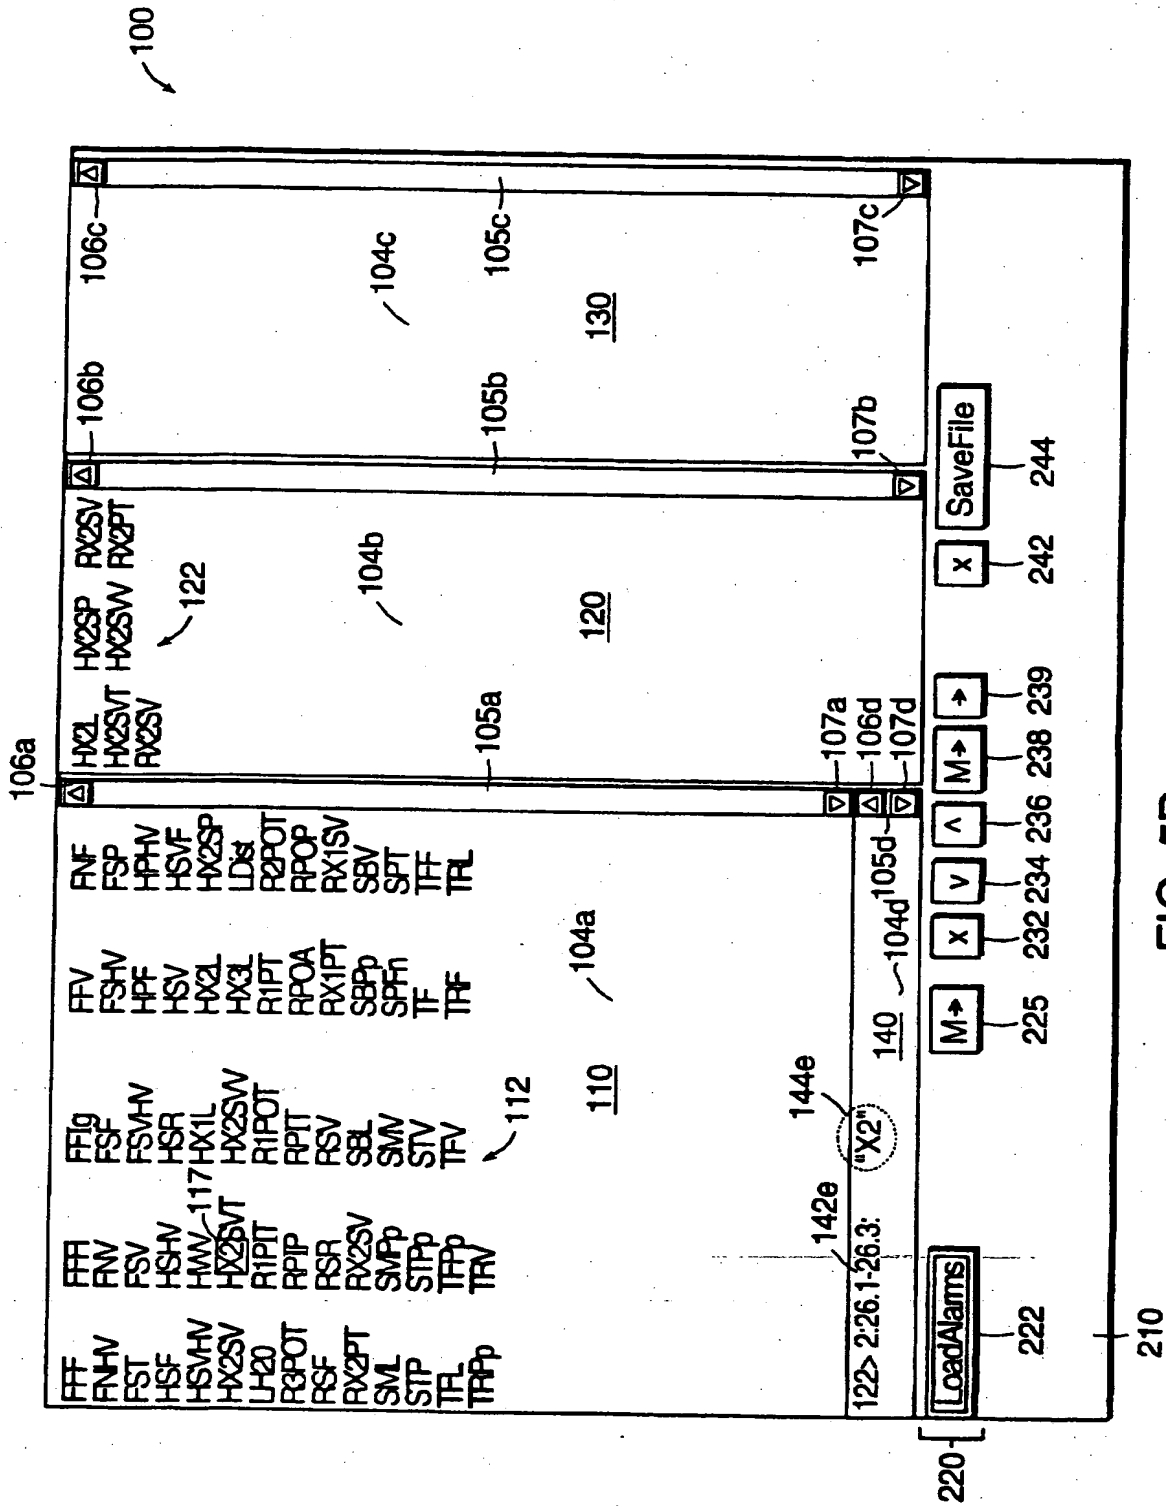 100
106a
106b
106c
FFF FFIg FFV FNF
FNHV FNV FSF FSHV FSP
FST FSV FSVHV HPF HPHV
HSF HSHV HSR HSV HSVF
HSVHV HWV HX1L HX2L HX2SP
117
HX2SV HX2SVT HX2SVV HX3L LDist
LH20 R1PIT R1POT R1PT R2POT
R3POT RPIP RPIT RPOA RPOP
RSF RSR RSV RX1PT RX1SV
RX2PT RX2SV SBL SBPp SBV
SML SMPp SMV SPFn SPT
STP STPp STV TF TFF
TFL TFPp TFV TRF TRL
TRPp TRV
112
HX2L HX2SP RX2SV
HX2SVT HX2SVV RX2PT
RX2SV
122
104b
104c
105a
105b
105c
104a
110
120
130
142e
144e
107a
106d
107d
107b
107c
122> 2:26.1-26.3: "X2"
140
104d
105d
220
LoadAlarms M→ x v ^ M→ → x SaveFile
222 225 232 234 236 238 239 242 244
210